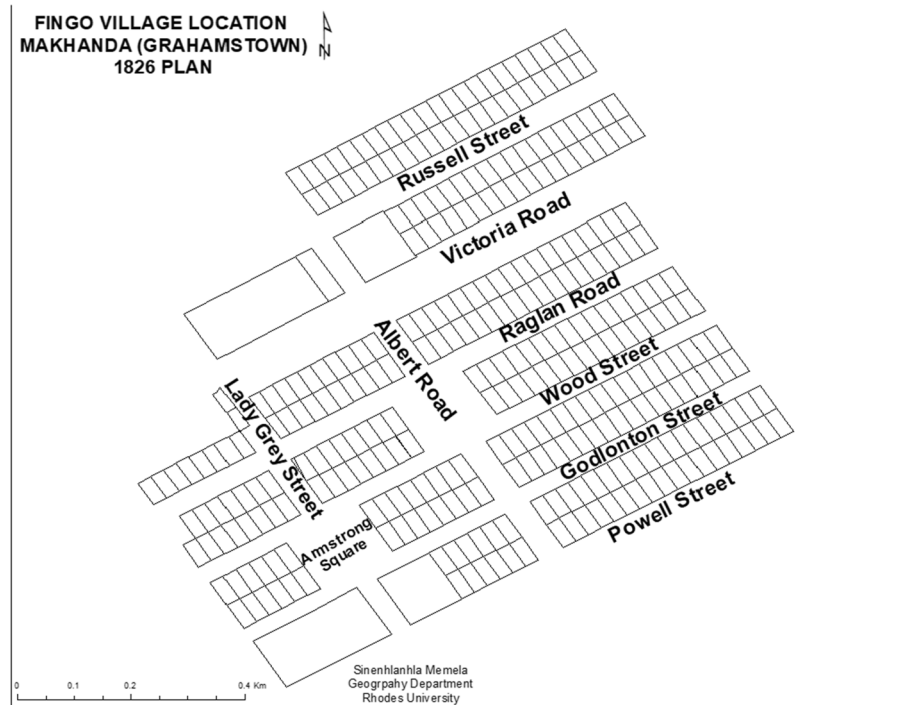 FINGO VILLAGE LOCATION
MAKHANDA (GRAHAMSTOWN)
1826 PLAN
N
Russell Street
Victoria Road
Raglan Road
Albert Road
Wood Street
Lady Grey Street
Godlonton Street
Powell Street
Armstrong
Square
0 0.1 0.2 0.4 Km
Sinenhlanhla Memela
Geogrpahy Department
Rhodes University